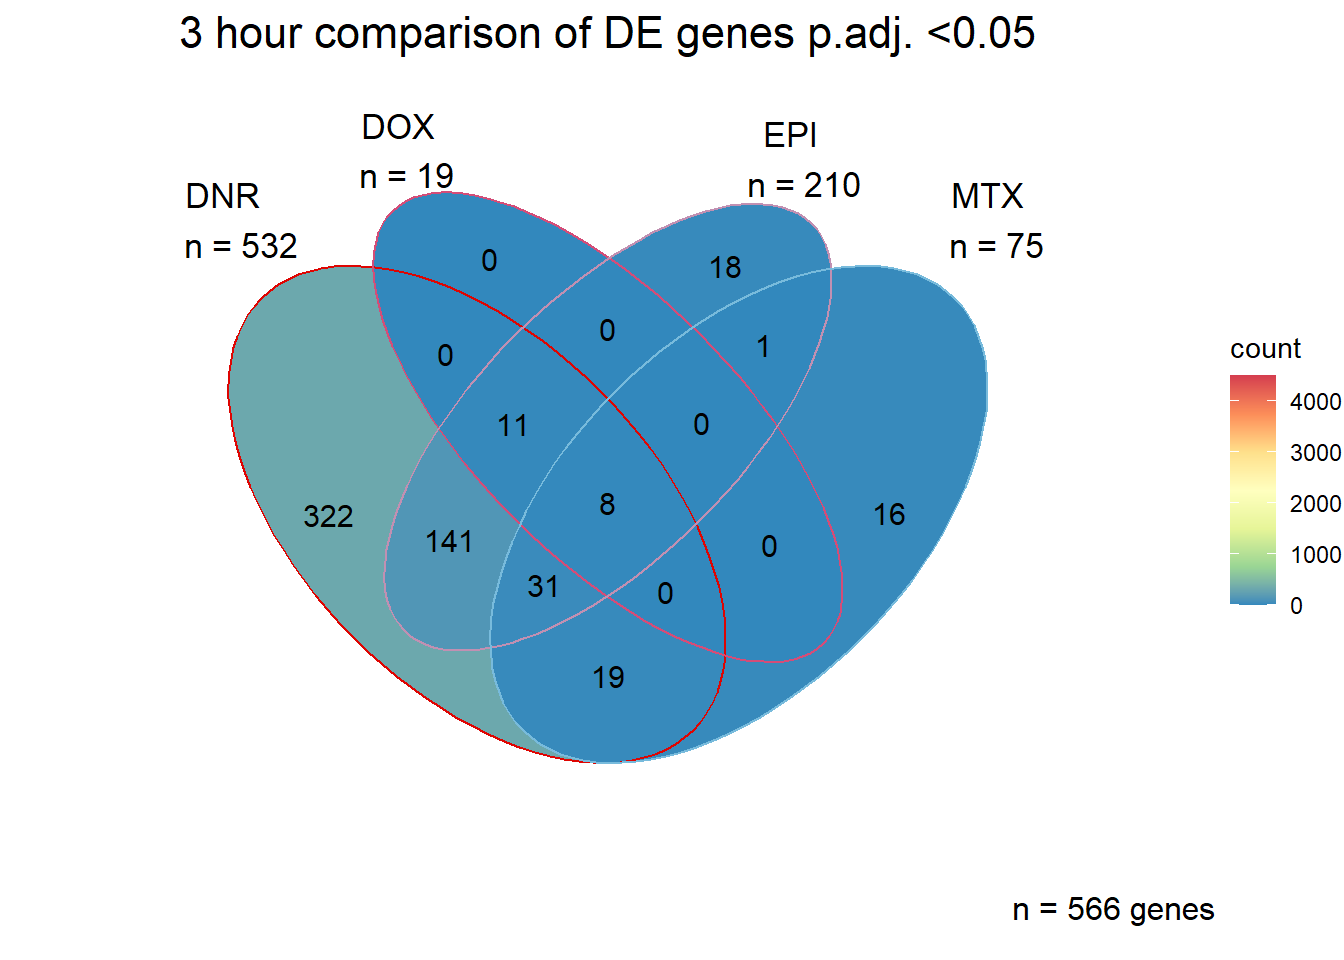 3 hour comparison of DE genes p.adj. <0.05
DOX
n = 19
EPI
n = 210
DNR
n = 532
MTX
n = 75
0
18
0
1
0
11
0
322
141
8
16
31
0
0
19
count
4000
3000
2000
1000
0
n = 566 genes